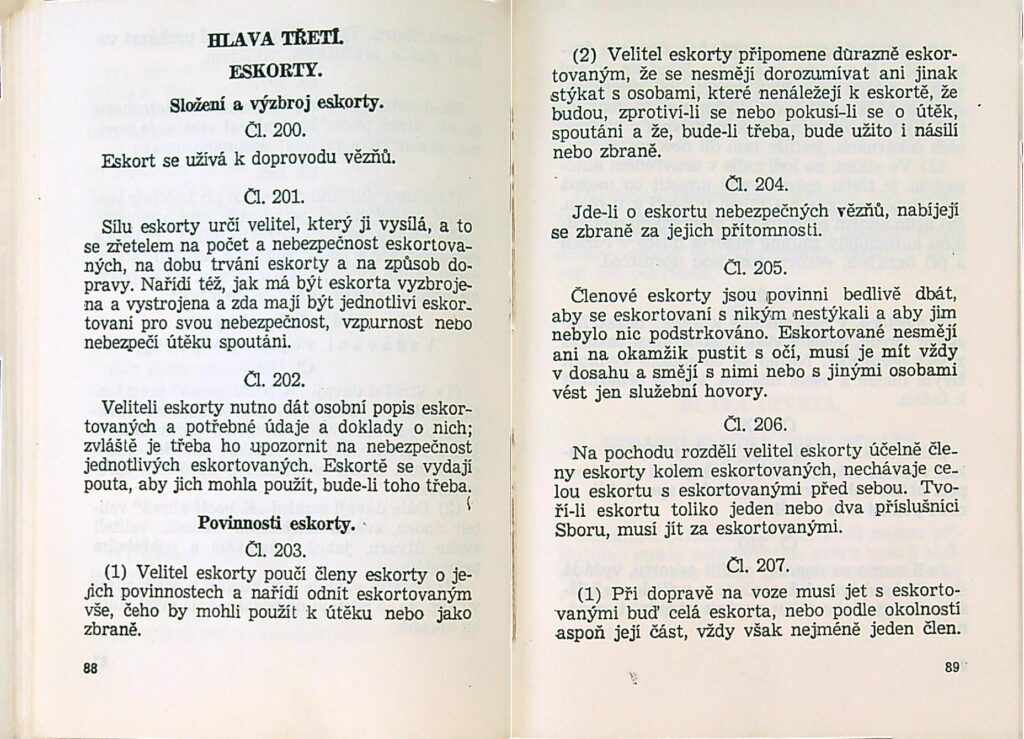 HLAVA TŘETÍ.
ESKORTY.
Složení a výzbroj eskorty.
Čl. 200.
Eskort se užívá k doprovodu vězňů.
Čl. 201.
Sílu eskorty určí velitel, který ji vysílá, a to
se zřetelem na počet a nebezpečnost eskortova-
ných, na dobu trvání eskorty a na způsob do-
pravy. Nařídí též, jak má být eskorta vyzbroje-
na a vystrojena a zda mají být jednotliví eskor-
tovaní pro svou nebezpečnost, vzpurnost nebo
nebezpečí útěku spoutáni.
Čl. 202.
Veliteli eskorty nutno dát osobní popis eskor-
tovaných a potřebné údaje a doklady o nich;
zvláště je třeba ho upozornit na nebezpečnost
jednotlivých eskortovaných. Eskortě se vydají
pouta, aby jich mohla použít, bude-li toho třeba.
Povinnosti eskorty.
Čl. 203.
(1) Velitel eskorty poučí členy eskorty o je-
jich povinnostech a nařídí odnít eskortovaným
vše, čeho by mohli použít k útěku nebo jako
zbraně.
88
(2) Velitel eskorty připomene důrazně eskor-
tovaným, že se nesmějí dorozumívat ani jinak
stýkat s osobami, které nenáležejí k eskortě, že
budou, zprotiví-li se nebo pokusí-li se o útěk,
spoutáni a že, bude-li třeba, bude užito i násilí
nebo zbraně.
Čl. 204.
Jde-li o eskortu nebezpečných vězňů, nabíjejí
se zbraně za jejich přítomnosti.
Čl. 205.
Členové eskorty jsou povinni bedlivě dbát,
aby se eskortovaní s nikým nestýkali a aby jim
nebylo nic podstrkováno. Eskortované nesmějí
ani na okamžik pustit s očí, musí je mít vždy
v dosahu a smějí s nimi nebo s jinými osobami
vést jen služební hovory.
Čl. 206.
Na pochodu rozdělí velitel eskorty účelně čle-
ny eskorty kolem eskortovaných, nechávaje ce-
lou eskortu s eskortovanými před sebou. Tvo-
ří-li eskortu toliko jeden nebo dva příslušníci
Sboru, musí jít za eskortovanými.
Čl. 207.
(1) Při dopravě na voze musí jet s eskorto-
vanými buď celá eskorta, nebo podle okolností
aspoň její část, vždy však nejméně jeden člen.
89